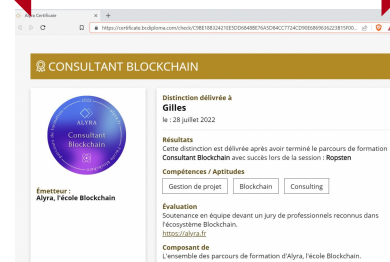 Alyra Certificate
https://certificate.bcdiploma.com/check/C9BE18B32421EE3DD6648BE76A5D84CC7724CD90E6869636223B15F00...
CONSULTANT BLOCKCHAIN
ALYRA
Consultant
Blockchain
Émetteur :
Alyra, l'école Blockchain
Distinction délivrée à
Gilles
le : 28 juillet 2022
Résultats
Cette distinction est délivrée après avoir terminé le parcours de formation
Consultant Blockchain avec succès lors de la session : Ropsten
Compétences / Aptitudes
Gestion de projet Blockchain Consulting
Évaluation
Soutenance en équipe devant un jury de professionnels reconnus dans
l'écosystème Blockchain.
https://alyra.fr
Composant de
L'ensemble des parcours de formation d'Alyra, l'école Blockchain.